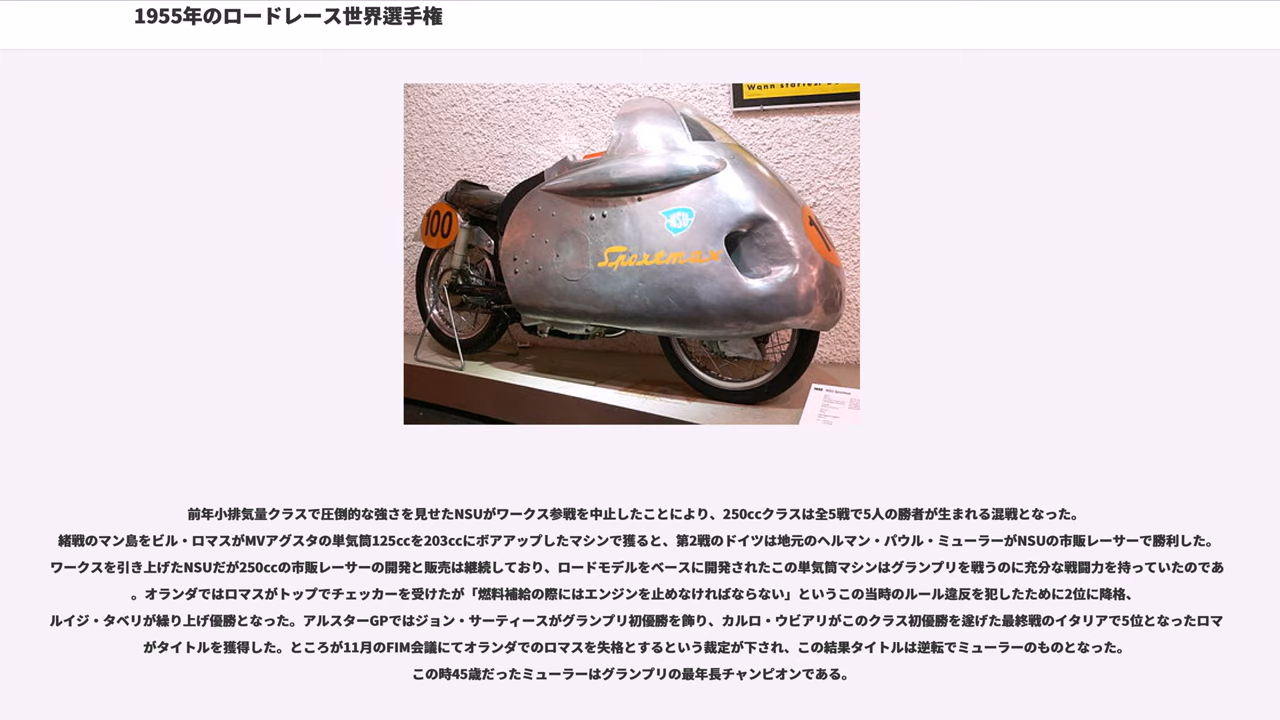 1955年のロードレース世界選手権
Wann startest
100
NSU
Sportmax
前年小排気量クラスで圧倒的な強さを見せたNSUがワークス参戦を中止したことにより、250ccクラスは全5戦で5人の勝者が生まれる混戦となった。
緒戦のマン島をビル・ロマスがMVアグスタの単気筒125ccを203ccにボアアップしたマシンで獲ると、第2戦のドイツは地元のヘルマン・パウル・ミューラーがNSUの市販レーサーで勝利した。
ワークスを引き上げたNSUだが250ccの市販レーサーの開発と販売は継続しており、ロードモデルをベースに開発されたこの単気筒マシンはグランプリを戦うのに充分な戦闘力を持っていたのであ
。オランダではロマスがトップでチェッカーを受けたが「燃料補給の際にはエンジンを止めなければならない」というこの当時のルール違反を犯したために2位に降格、
ルイジ・タベリが繰り上げ優勝となった。アルスターGPではジョン・サーティースがグランプリ初優勝を飾り、カルロ・ウビアリがこのクラス初優勝を遂げた最終戦のイタリアで5位となったロマ
がタイトルを獲得した。ところが11月のFIM会議にてオランダでのロマスを失格とするという裁定が下され、この結果タイトルは逆転でミューラーのものとなった。
この時45歳だったミューラーはグランプリの最年長チャンピオンである。